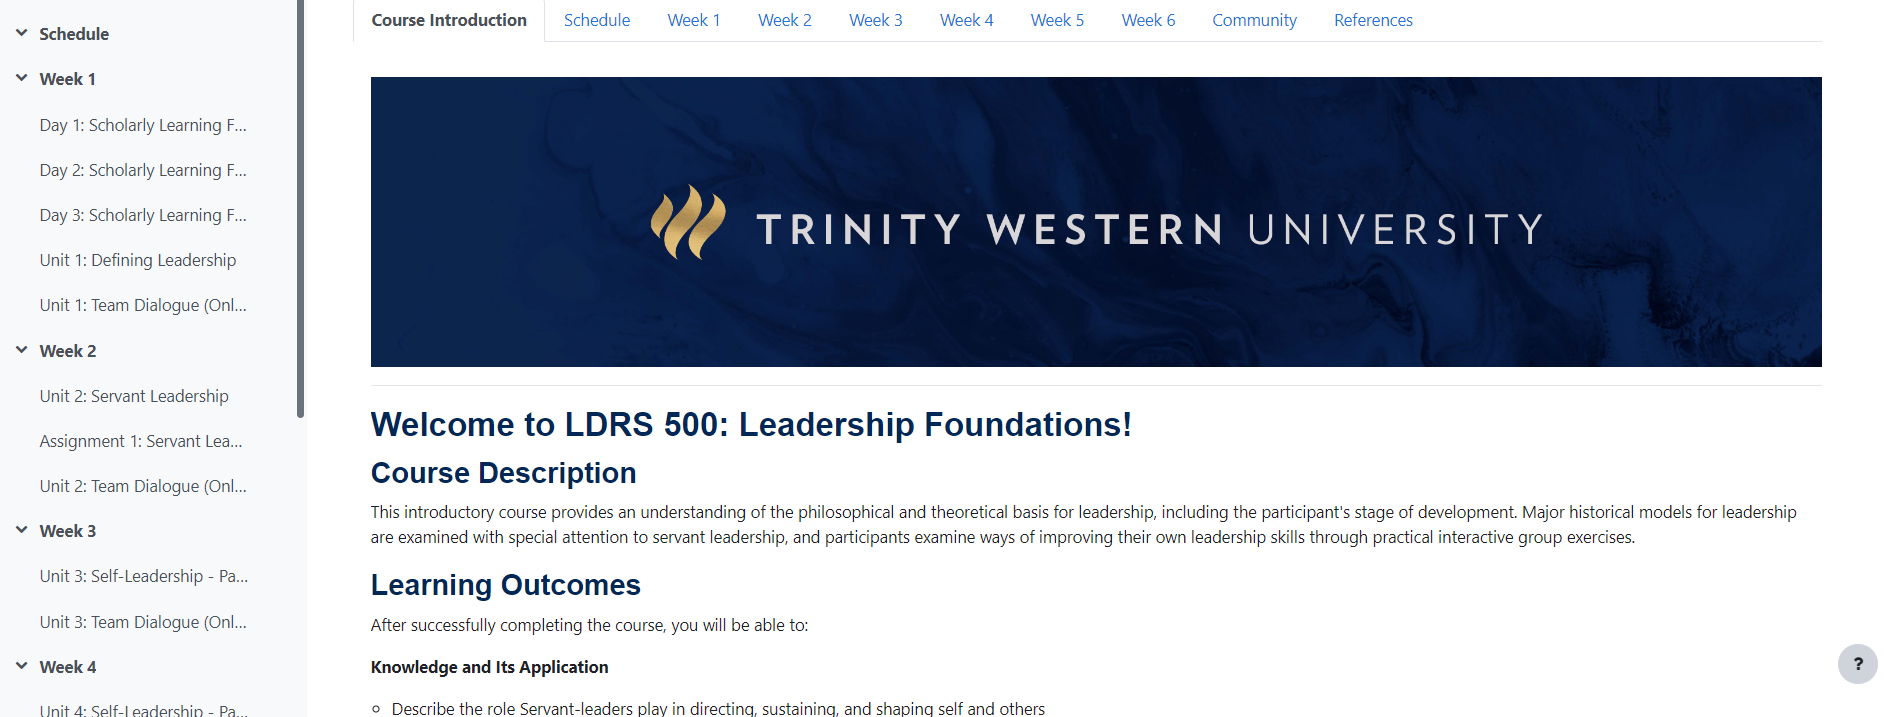 Schedule
Week 1
Day 1: Scholarly Learning F...
Day 2: Scholarly Learning F...
Day 3: Scholarly Learning F...
Unit 1: Defining Leadership
Unit 1: Team Dialogue (Onl...
Week 2
Unit 2: Servant Leadership
Assignment 1: Servant Lea...
Unit 2: Team Dialogue (Onl...
Week 3
Unit 3: Self-Leadership - Pa...
Unit 3: Team Dialogue (Onl...
Week 4
Unit 4: Self-Leadership - Pa...
Course Introduction Schedule Week 1 Week 2 Week 3 Week 4 Week 5 Week 6 Community References
TRINITY WESTERN UNIVERSITY
Welcome to LDRS 500: Leadership Foundations!
Course Description
This introductory course provides an understanding of the philosophical and theoretical basis for leadership, including the participant's stage of development. Major historical models for leadership
are examined with special attention to servant leadership, and participants examine ways of improving their own leadership skills through practical interactive group exercises.
Learning Outcomes
After successfully completing the course, you will be able to:
Knowledge and Its Application
Describe the role Servant-leaders play in directing, sustaining, and shaping self and others
?